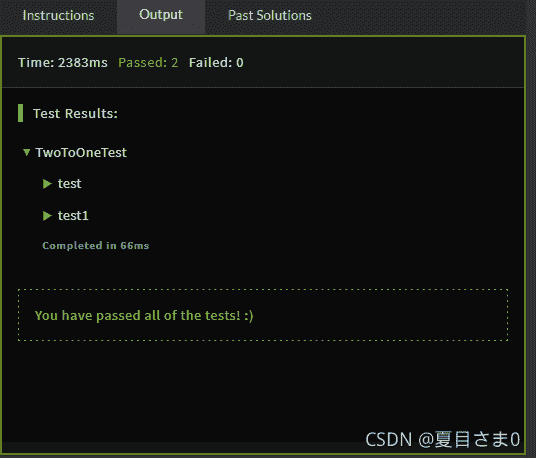 Instructions Output Past Solutions
Time: 2383ms Passed: 2 Failed: 0
Test Results:
TwoToOneTest
test
test1
Completed in 66ms
You have passed all of the tests! :)
CSDN @夏目さま0